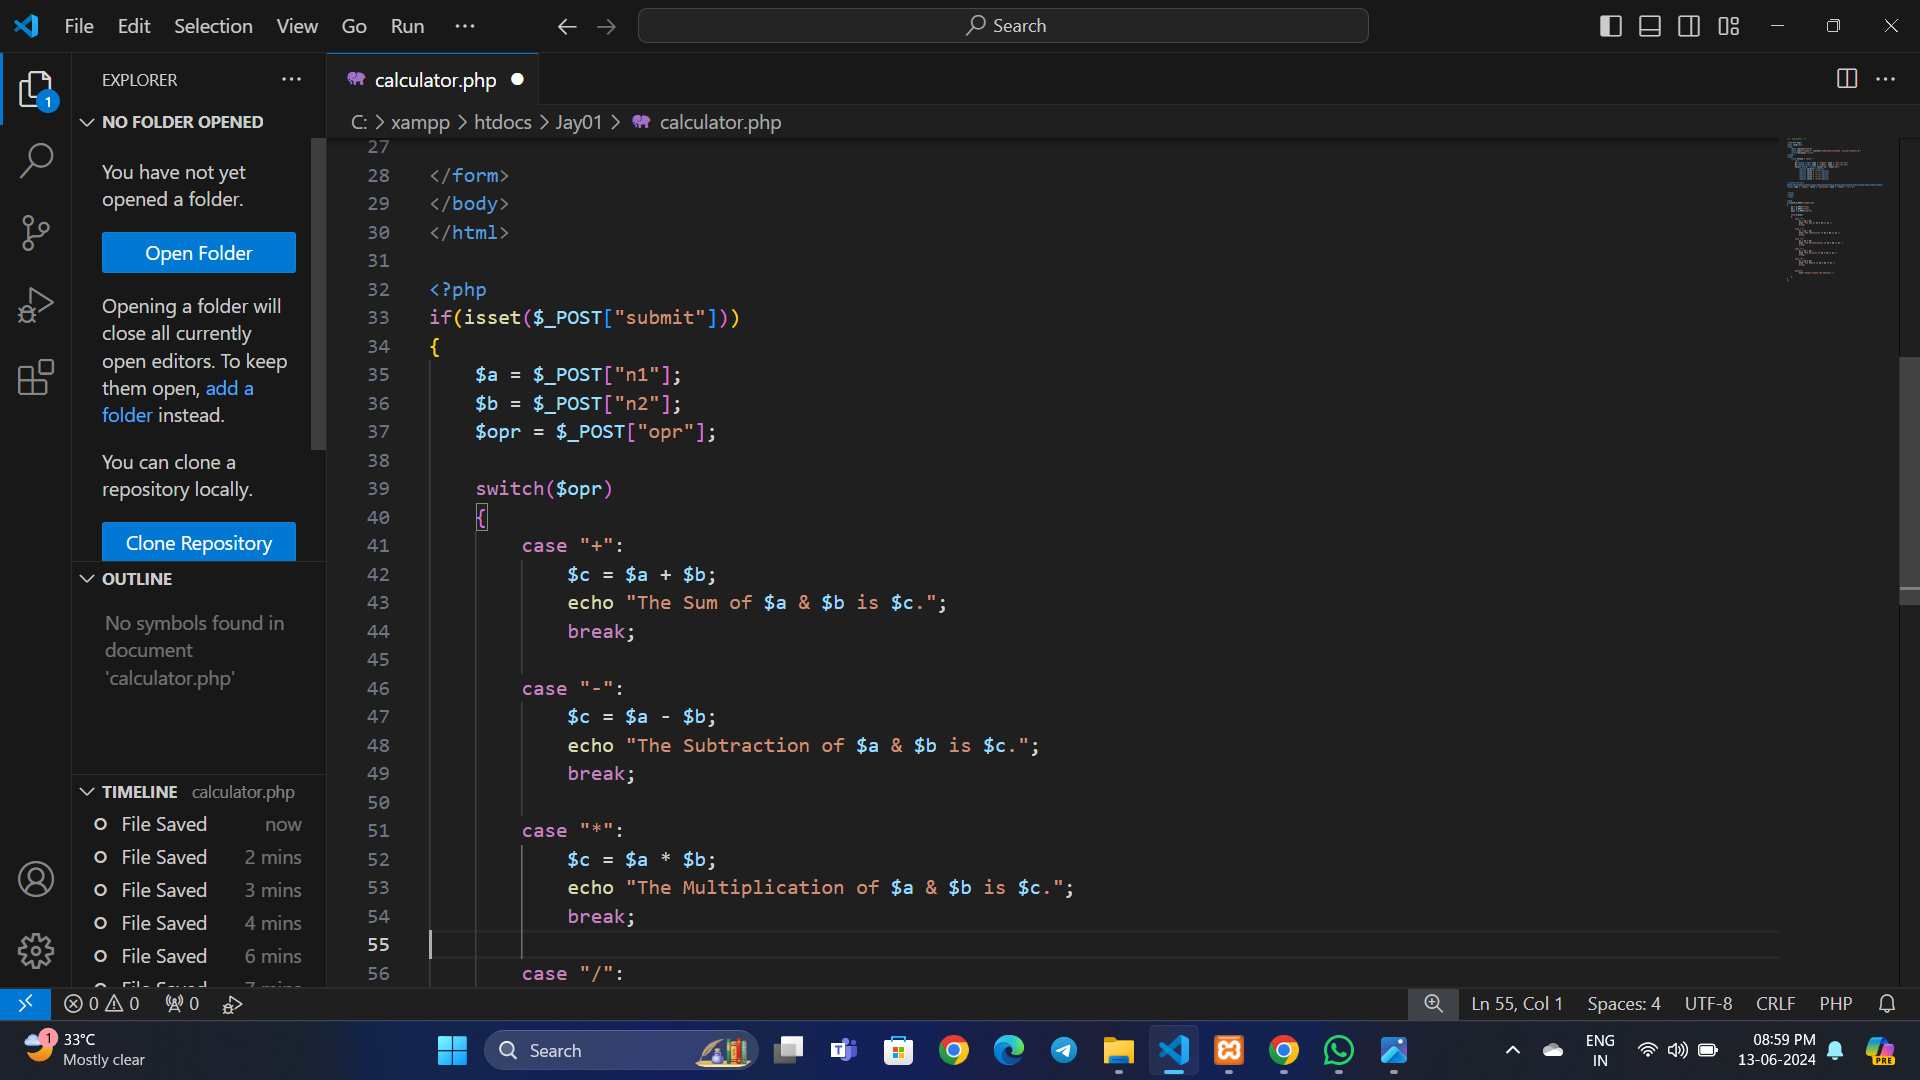 File Edit Selection View Go Run ···
Search
EXPLORER ···
NO FOLDER OPENED
You have not yet
opened a folder.
Open Folder
Opening a folder will
close all currently
open editors. To keep
them open, add a
folder instead.
You can clone a
repository locally.
Clone Repository
OUTLINE
No symbols found in
document
'calculator.php'
TIMELINE calculator.php
File Saved now
File Saved 2 mins
File Saved 3 mins
File Saved 4 mins
File Saved 6 mins
1
calculator.php
C: > xampp > htdocs > Jay01 > calculator.php
27
28 </form>
29 </body>
30 </html>
31
32 <?php
33 if(isset($_POST["submit"]))
34 {
35 $a = $_POST["n1"];
36 $b = $_POST["n2"];
37 $opr = $_POST["opr"];
38
39 switch($opr)
40 {
41 case "+":
42 $c = $a + $b;
43 echo "The Sum of $a & $b is $c.";
44 break;
45
46 case "-":
47 $c = $a - $b;
48 echo "The Subtraction of $a & $b is $c.";
49 break;
50
51 case "*":
52 $c = $a * $b;
53 echo "The Multiplication of $a & $b is $c.";
54 break;
55
56 case "/":
0 0 0
Ln 55, Col 1 Spaces: 4 UTF-8 CRLF PHP
1
33°C
Mostly clear
Search
ENG
IN
08:59 PM
13-06-2024
PRE